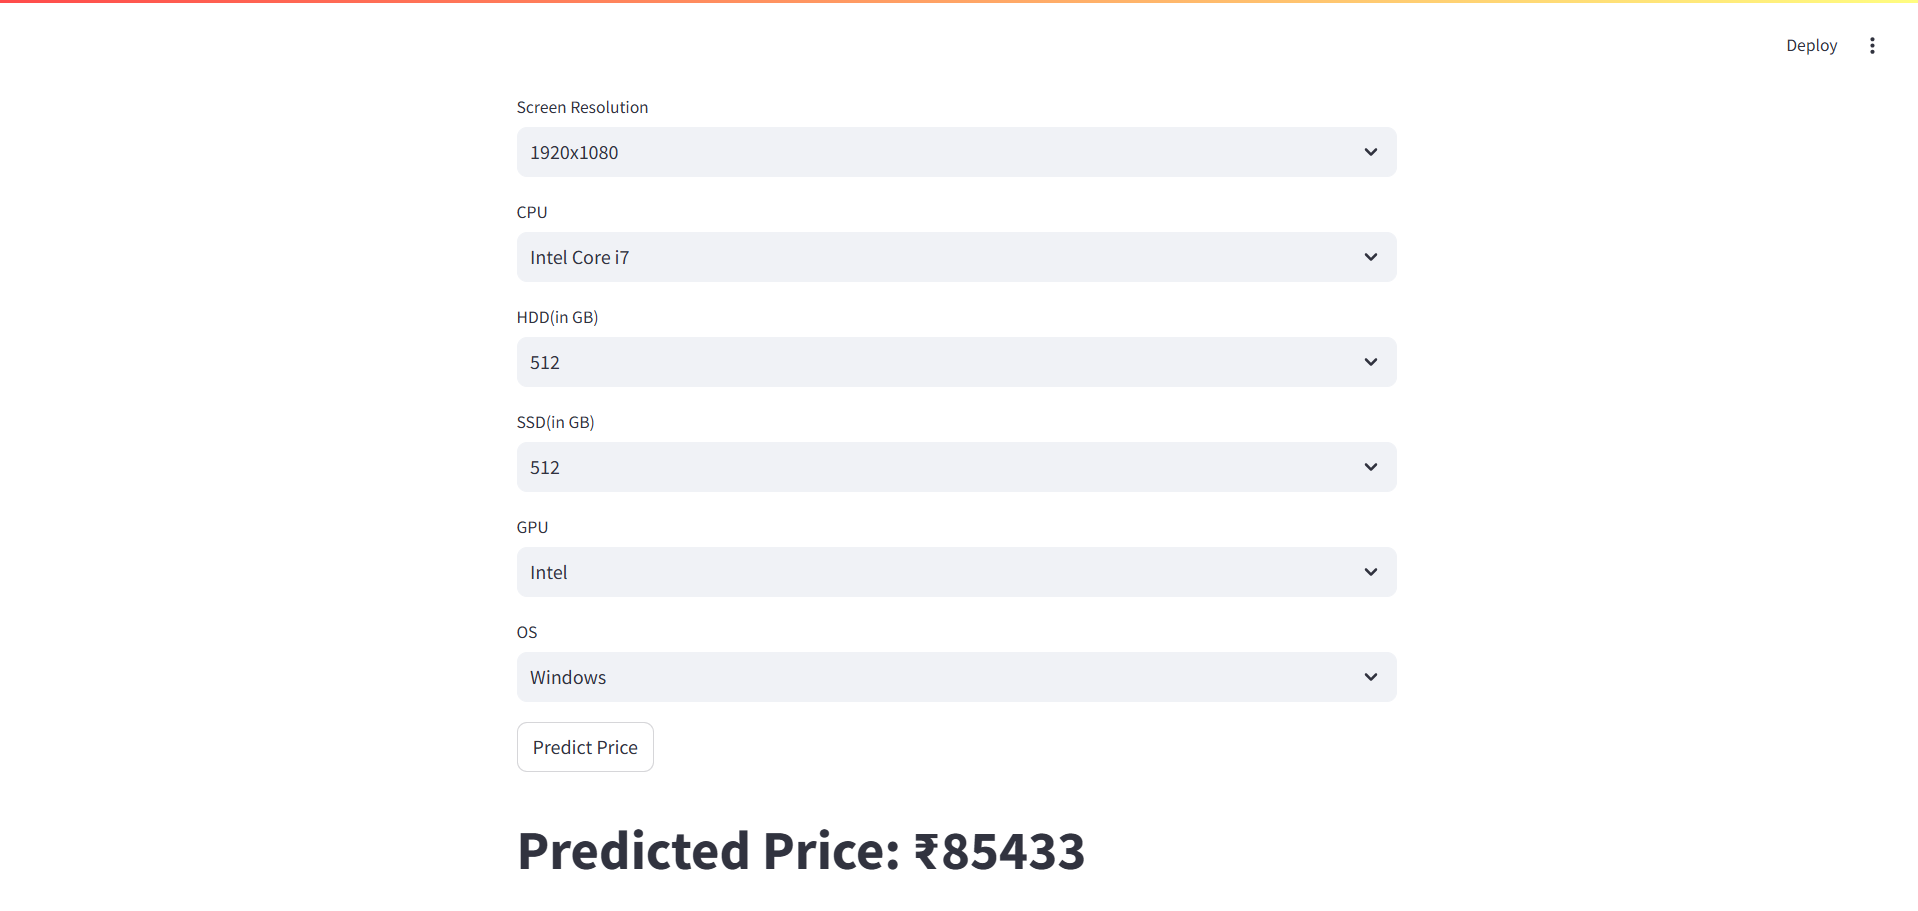 Deploy
Screen Resolution
1920x1080
CPU
Intel Core i7
HDD(in GB)
512
SSD(in GB)
512
GPU
Intel
OS
Windows
Predict Price
Predicted Price: ₹85433